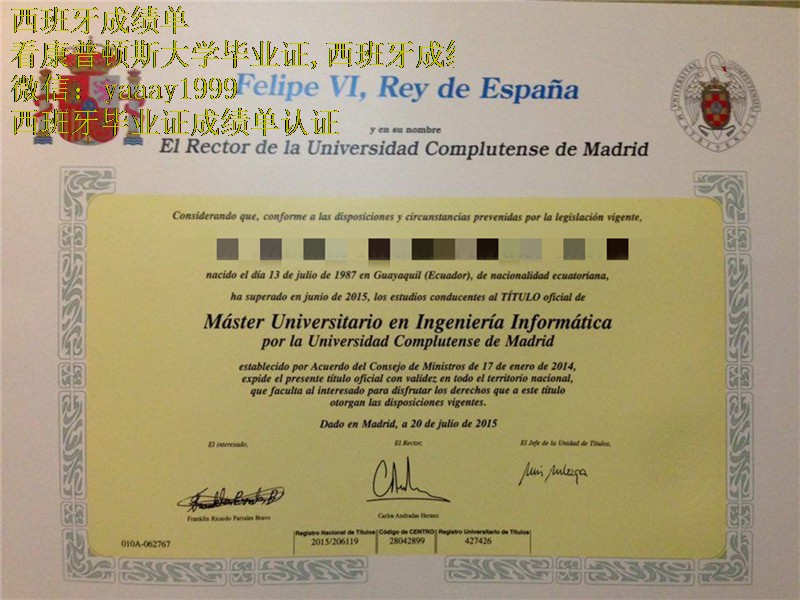 西班牙成绩单
看康普顿斯大学毕业证,西班牙成绩
微信：yaaay1999
西班牙毕业证成绩单认证
Felipe VI, Rey de España
y en su nombre
El Rector de la Universidad Complutense de Madrid
Considerando que, conforme a las disposiciones y circunstancias prevenidas por la legislación vigente,
nacido el día 13 de julio de 1987 en Guayaquil (Ecuador), de nacionalidad ecuatoriana,
ha superado en junio de 2015, los estudios conducentes al TÍTULO oficial de
Máster Universitario en Ingeniería Informática
por la Universidad Complutense de Madrid
establecido por Acuerdo del Consejo de Ministros de 17 de enero de 2014,
expide el presente título oficial con validez en todo el territorio nacional,
que faculta al interesado para disfrutar los derechos que a este título
otorgan las disposiciones vigentes.
Dado en Madrid, a 20 de julio de 2015
El interesado,
El Rector,
El Jefe de la Unidad de Títulos,
Franklin Ricardo Parrales Bravo
Carlos Andradas Heranz
010A-062767
Registro Nacional de Títulos
Código de CENTRO
Registro Universitario de Títulos
2015/206119
28042899
427426